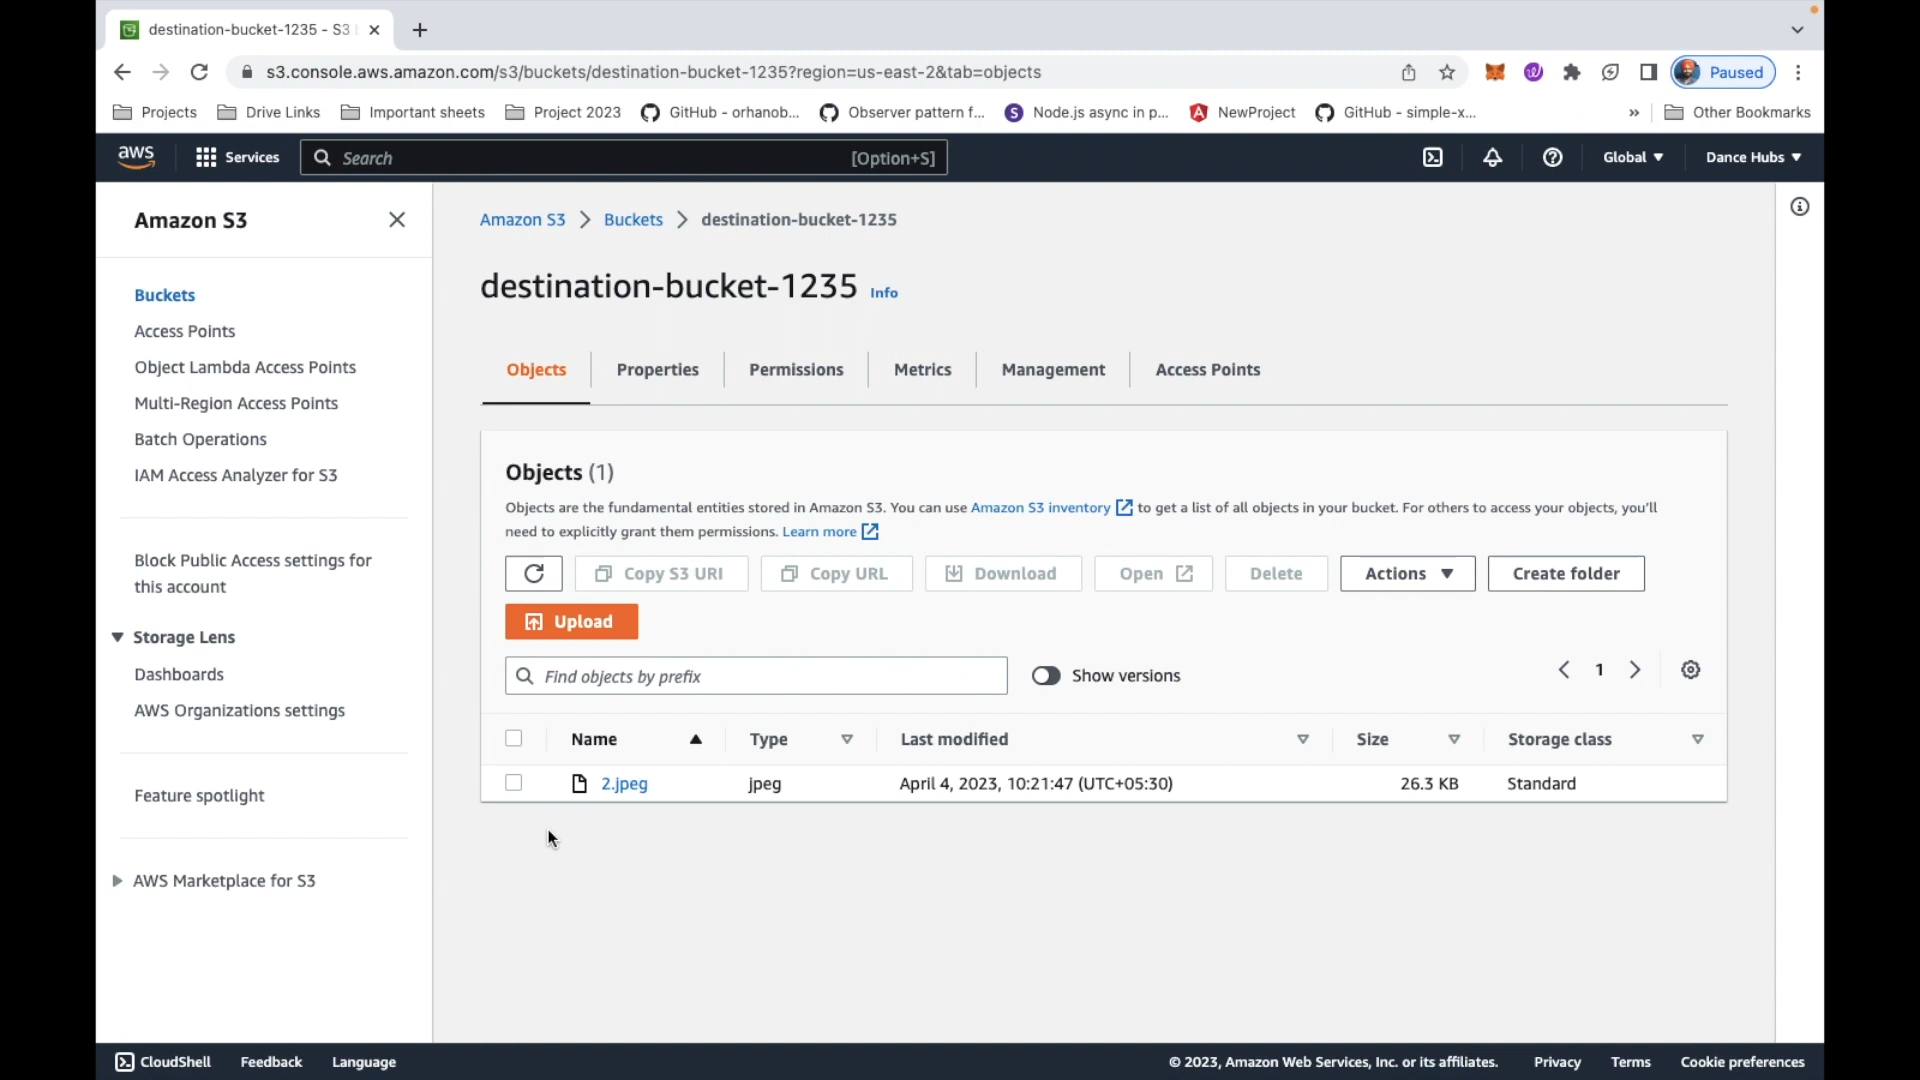 destination-bucket-1235 - S3
s3.console.aws.amazon.com/s3/buckets/destination-bucket-1235?region=us-east-2&tab=objects
Paused
Projects
Drive Links
Important sheets
Project 2023
GitHub - orhanob...
Observer pattern f...
Node.js async in p...
NewProject
GitHub - simple-x...
»
Other Bookmarks
aws
Services
Search
[Option+S]
Global
Dance Hubs
Amazon S3
Buckets
Access Points
Object Lambda Access Points
Multi-Region Access Points
Batch Operations
IAM Access Analyzer for S3
Block Public Access settings for
this account
Storage Lens
Dashboards
AWS Organizations settings
Feature spotlight
AWS Marketplace for S3
Amazon S3 > Buckets > destination-bucket-1235
destination-bucket-1235 Info
Objects
Properties
Permissions
Metrics
Management
Access Points
Objects (1)
Objects are the fundamental entities stored in Amazon S3. You can use Amazon S3 inventory to get a list of all objects in your bucket. For others to access your objects, you'll
need to explicitly grant them permissions. Learn more
Copy S3 URI
Copy URL
Download
Open
Delete
Actions
Create folder
Upload
Find objects by prefix
Show versions
1
Name
Type
Last modified
Size
Storage class
2.jpeg
jpeg
April 4, 2023, 10:21:47 (UTC+05:30)
26.3 KB
Standard
CloudShell
Feedback
Language
© 2023, Amazon Web Services, Inc. or its affiliates.
Privacy
Terms
Cookie preferences